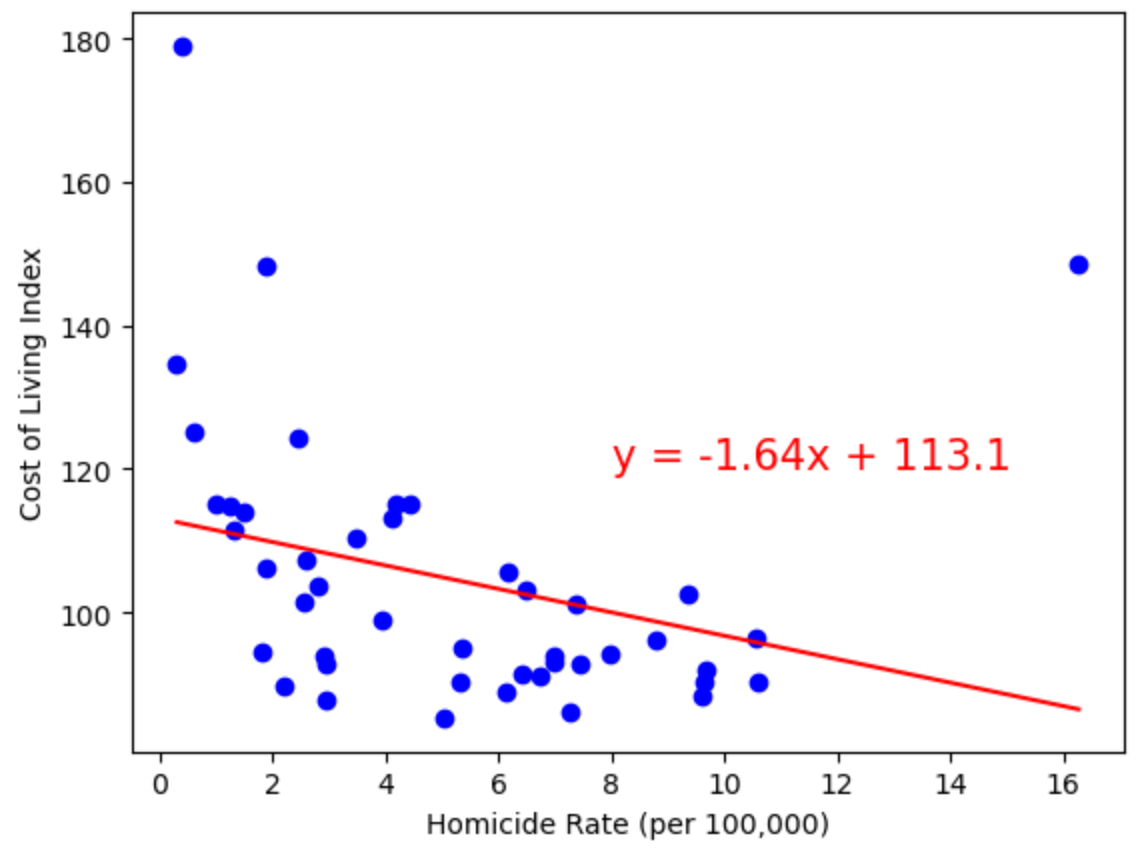 180
160
140
120
100
Cost of Living Index
y = -1.64x + 113.1
0 2 4 6 8 10 12 14 16
Homicide Rate (per 100,000)